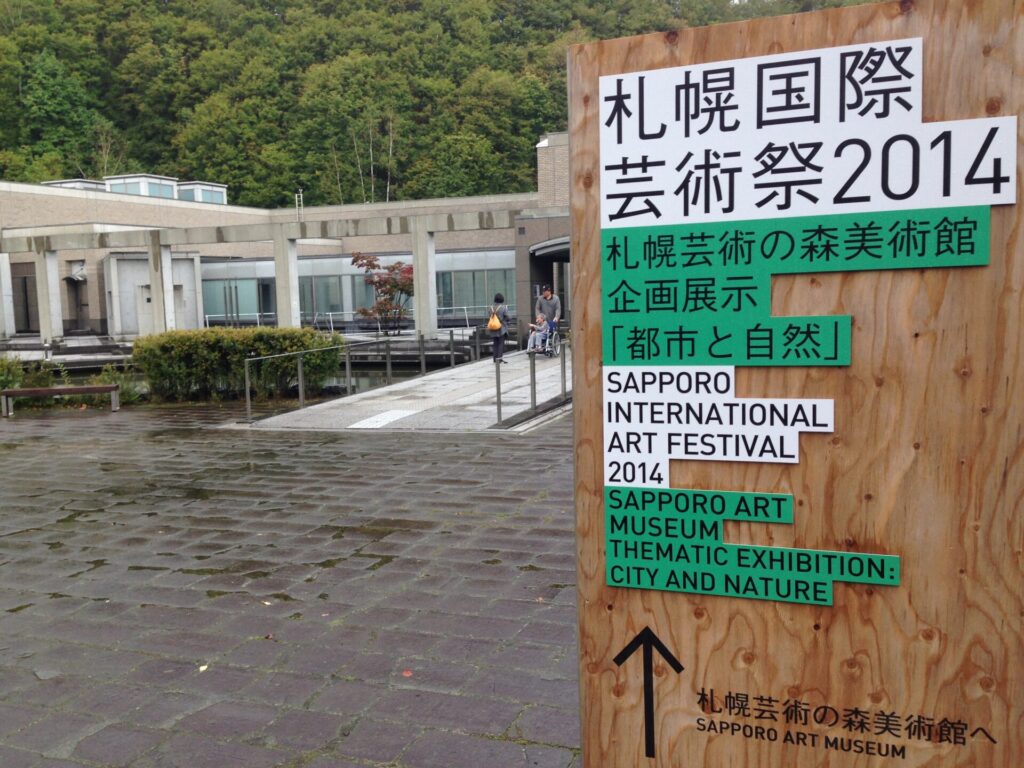 札幌国際
芸術祭2014
札幌芸術の森美術館
企画展示
「都市と自然」
SAPPORO
INTERNATIONAL
ART FESTIVAL
2014
SAPPORO ART
MUSEUM
THEMATIC EXHIBITION:
CITY AND NATURE
札幌芸術の森美術館へ
SAPPORO ART MUSEUM